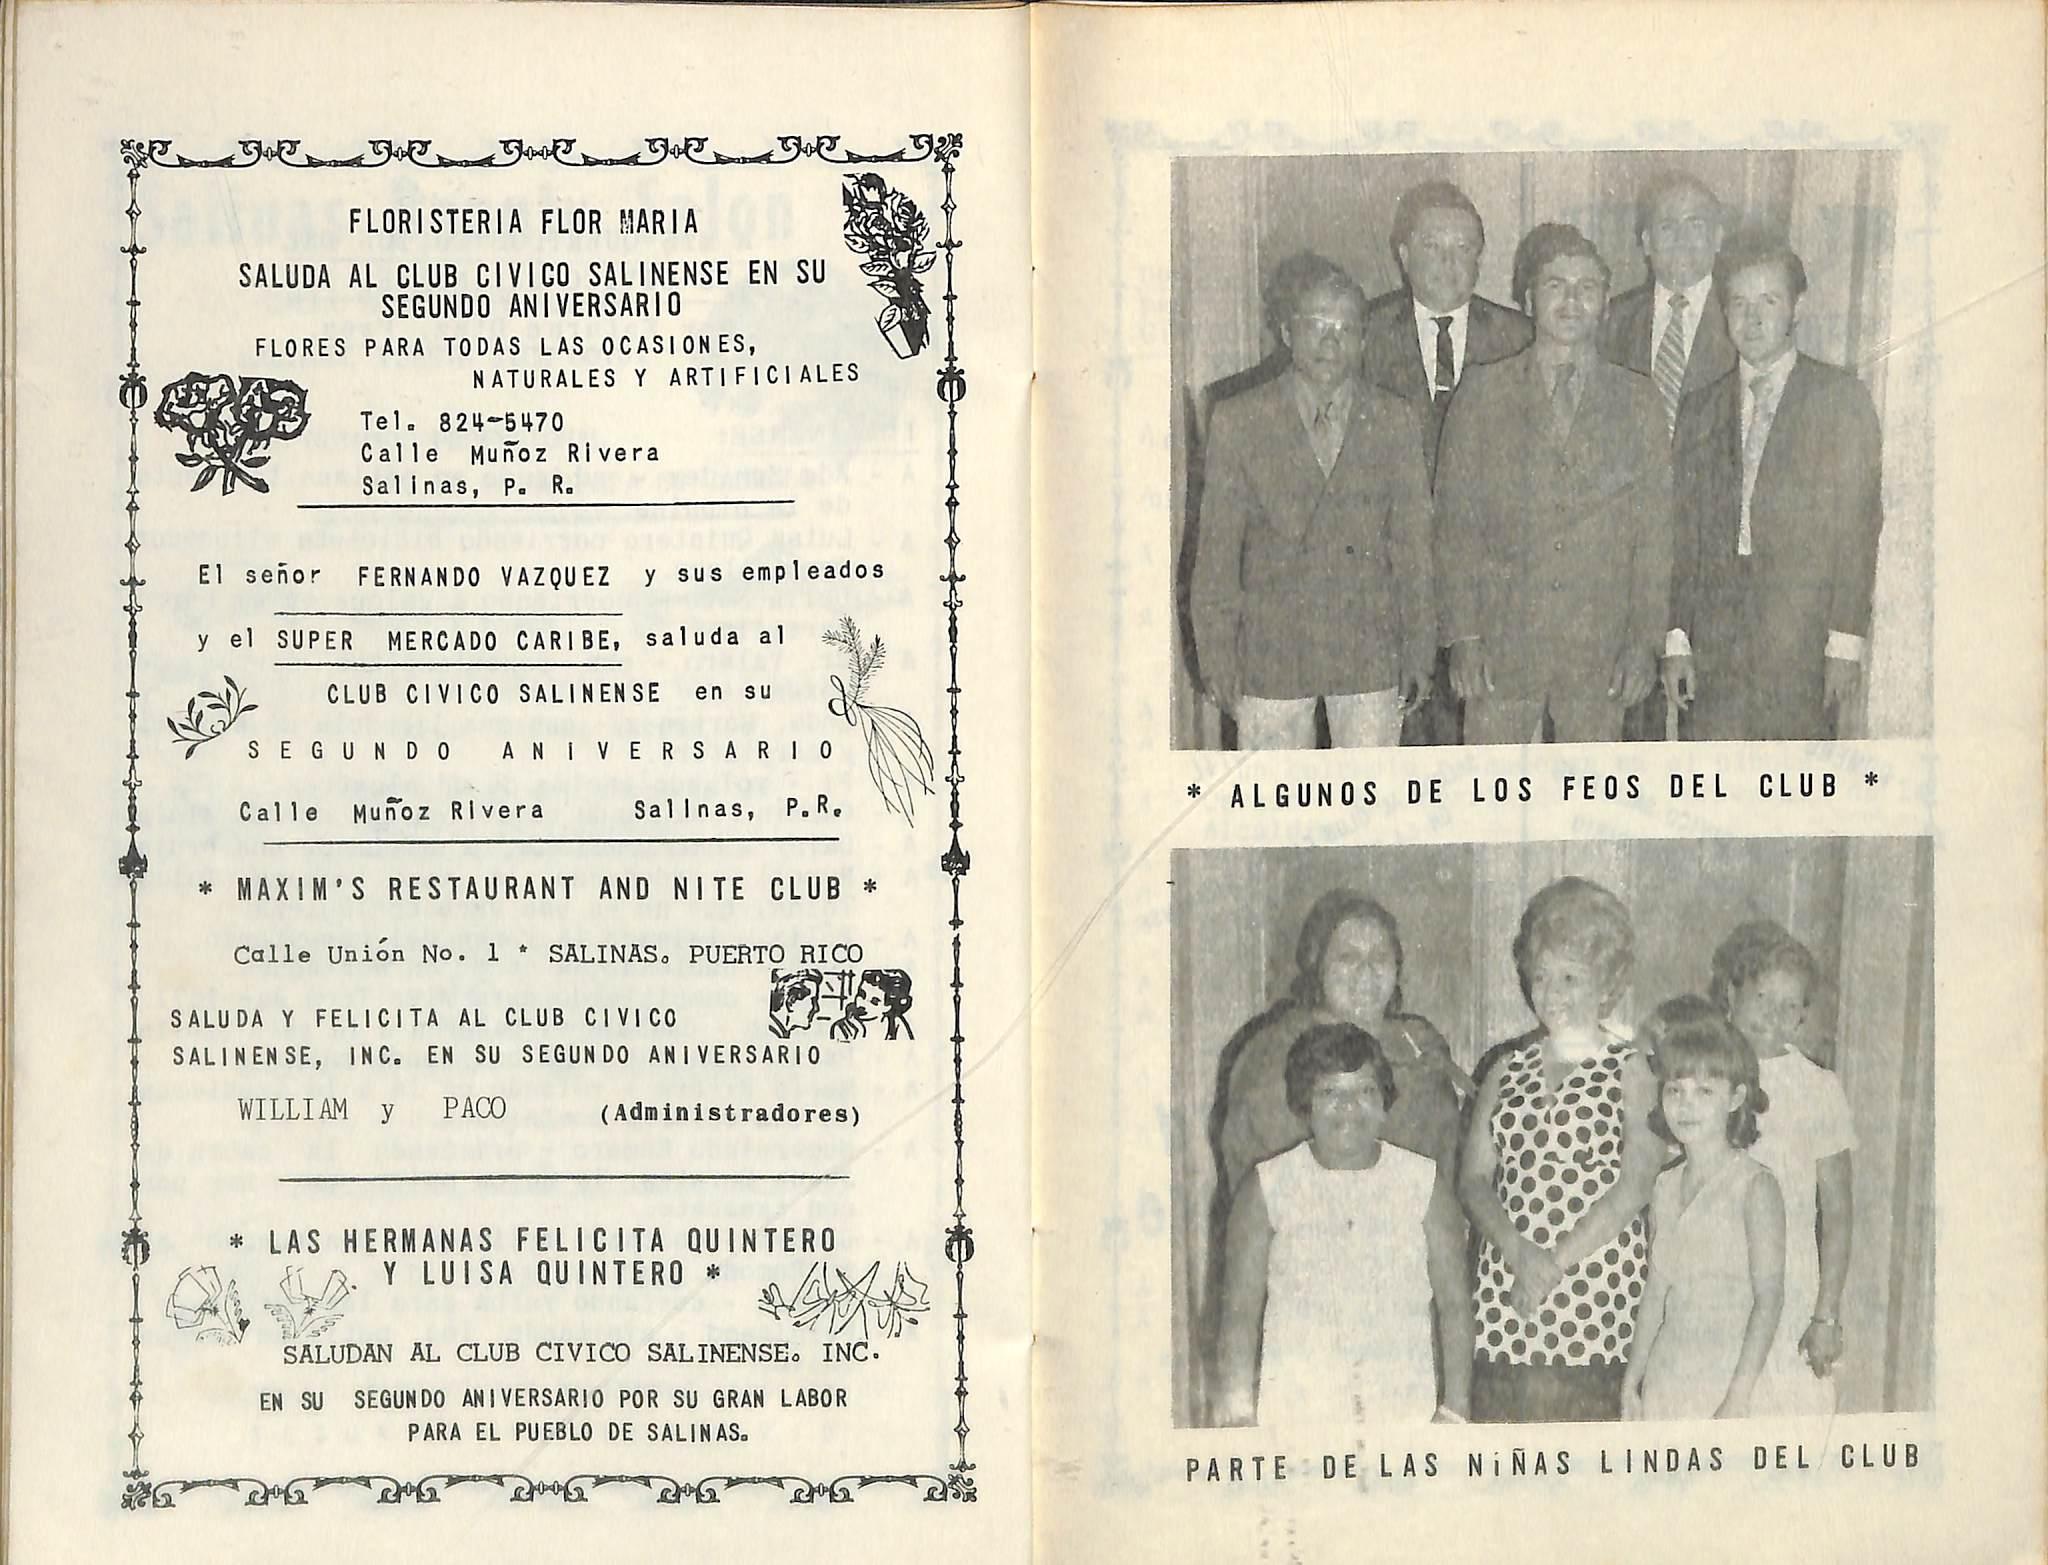 FLORISTERIA FLOR MARIA
SALUDA AL CLUB CIVICO SALINENSE EN SU
SEGUNDO ANIVERSARIO
FLORES PARA TODAS LAS OCASIONES,
NATURALES Y ARTIFICIALES
Tel. 824-5470
Calle Muñoz Rivera
Salinas, P. R.
El señor FERNANDO VAZQUEZ y sus empleados
y el SUPER MERCADO CARIBE, saluda al
CLUB CIVICO SALINENSE en su
SEGUNDO ANIVERSARIO
Calle Muñoz Rivera Salinas, P.R.
* MAXIM'S RESTAURANT AND NITE CLUB *
Calle Unión No. 1 * SALINAS. PUERTO RICO
SALUDA Y FELICITA AL CLUB CIVICO
SALINENSE, INC. EN SU SEGUNDO ANIVERSARIO
WILLIAM y PACO (Administradores)
* LAS HERMANAS FELICITA QUINTERO
Y LUISA QUINTERO *
SALUDAN AL CLUB CIVICO SALINENSE. INC.
EN SU SEGUNDO ANIVERSARIO POR SU GRAN LABOR
PARA EL PUEBLO DE SALINAS.
* ALGUNOS DE LOS FEOS DEL CLUB *
PARTE DE LAS NiÑAS LINDAS DEL CLUB